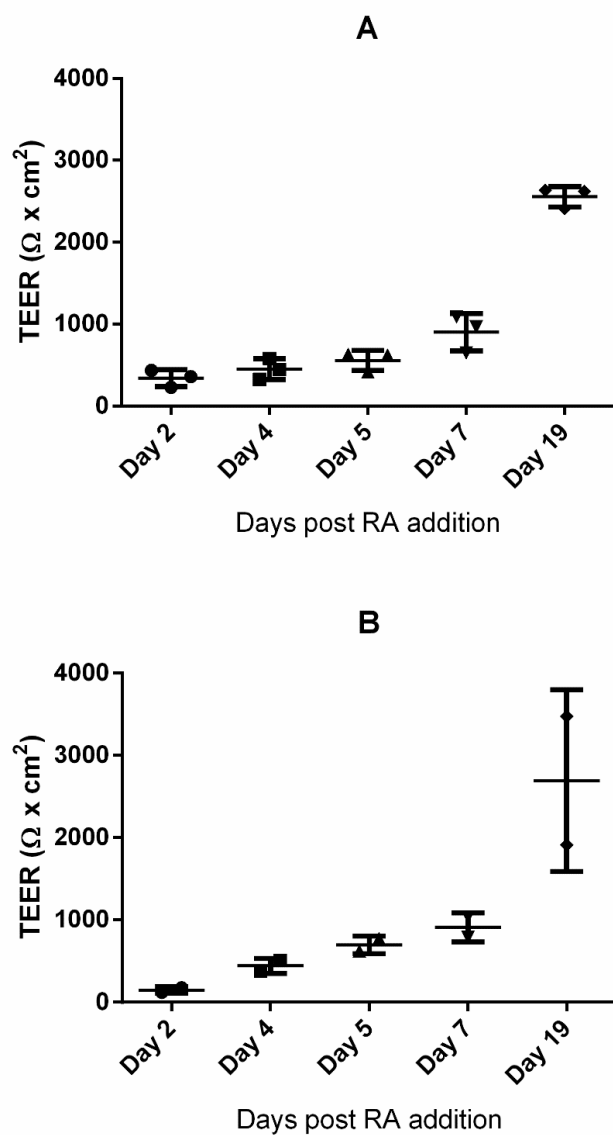 A
4000
3000
2000
1000
0
TEER (Ω x cm²)
Day 2
Day 4
Day 5
Day 7
Day 19
Days post RA addition
B
4000
3000
2000
1000
0
TEER (Ω x cm²)
Day 2
Day 4
Day 5
Day 7
Day 19
Days post RA addition